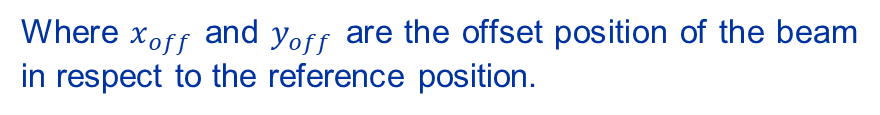 Where x_off and y_off are the offset position of the beam
in respect to the reference position.